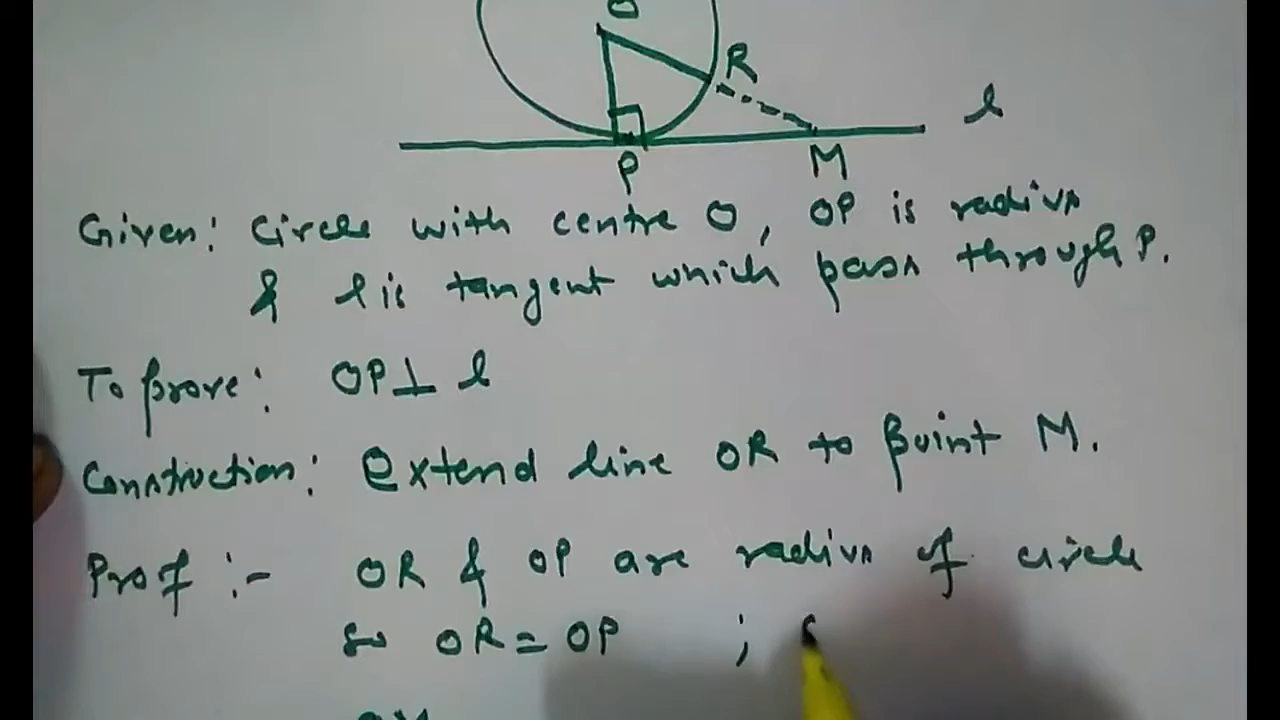 O
R
l
P
M
Given: Circle with centre O, OP is radius
& l is tangent which pass through P.
To prove: OP⊥ l
Construction: extend line OR to point M.
Prof :- OR & OP are radius of circle
so OR = OP ;